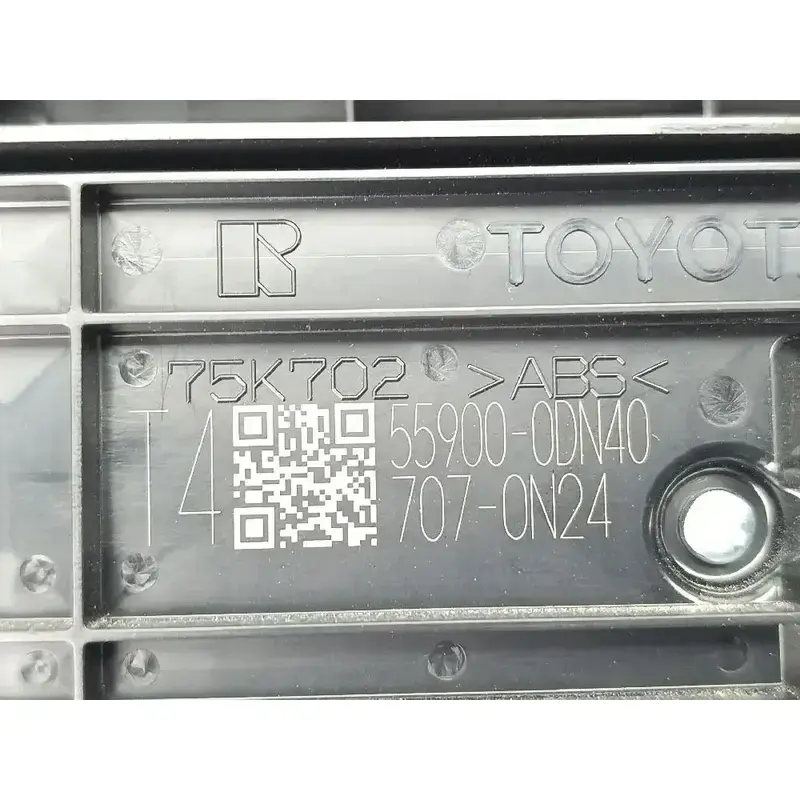 R TOYOT
75K702 >ABS<
T4 55900-0DN40
707-0N24